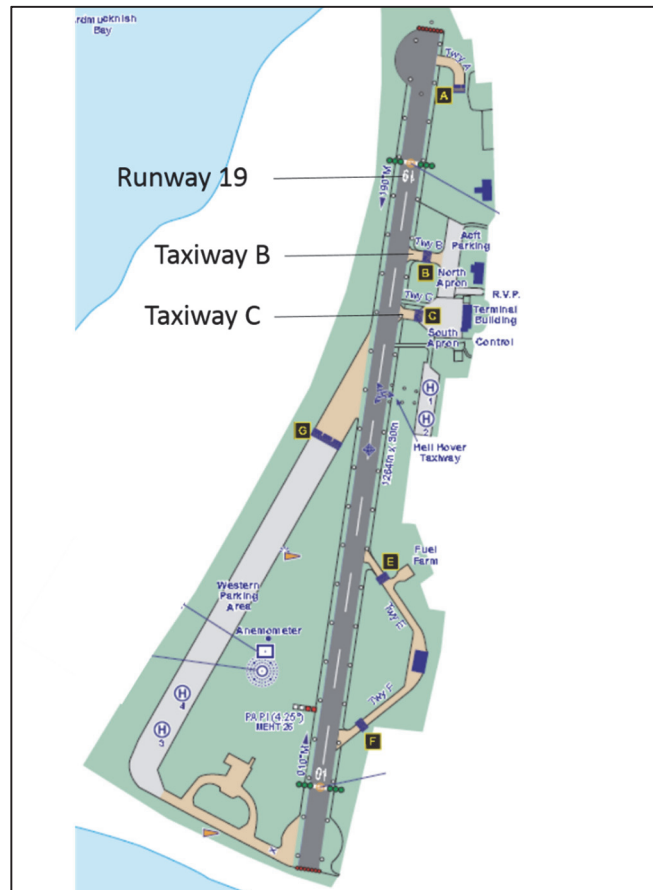 ardmucknish
Bay
Twy A
A
Runway 19
19
190°M
Taxiway B
Twy B
B
Acft
Parking
North
Apron
Taxiway C
Twy C
C
R.V.P.
Terminal
Building
South
Apron
Control
H
1
H
2
G
1264m x 30m
Heli Hover
Taxiway
E
Fuel
Farm
Twy E
Western
Parking
Area
Anemometer
H
4
H
3
PAPI (4.25°)
MEHT 26
Twy F
F
010°M
01
X